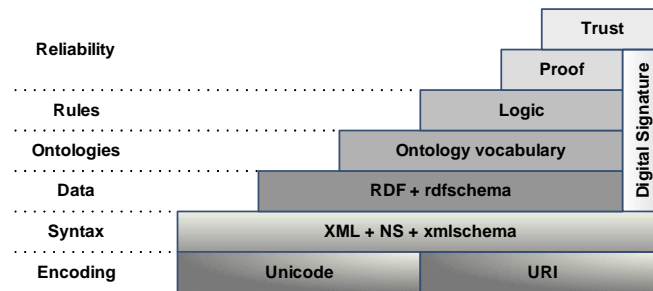 Trust
Reliability
Proof
Digital Signature
Rules
Logic
Ontologies
Ontology vocabulary
Data
RDF + rdfschema
Syntax
XML + NS + xmlschema
Encoding
Unicode
URI